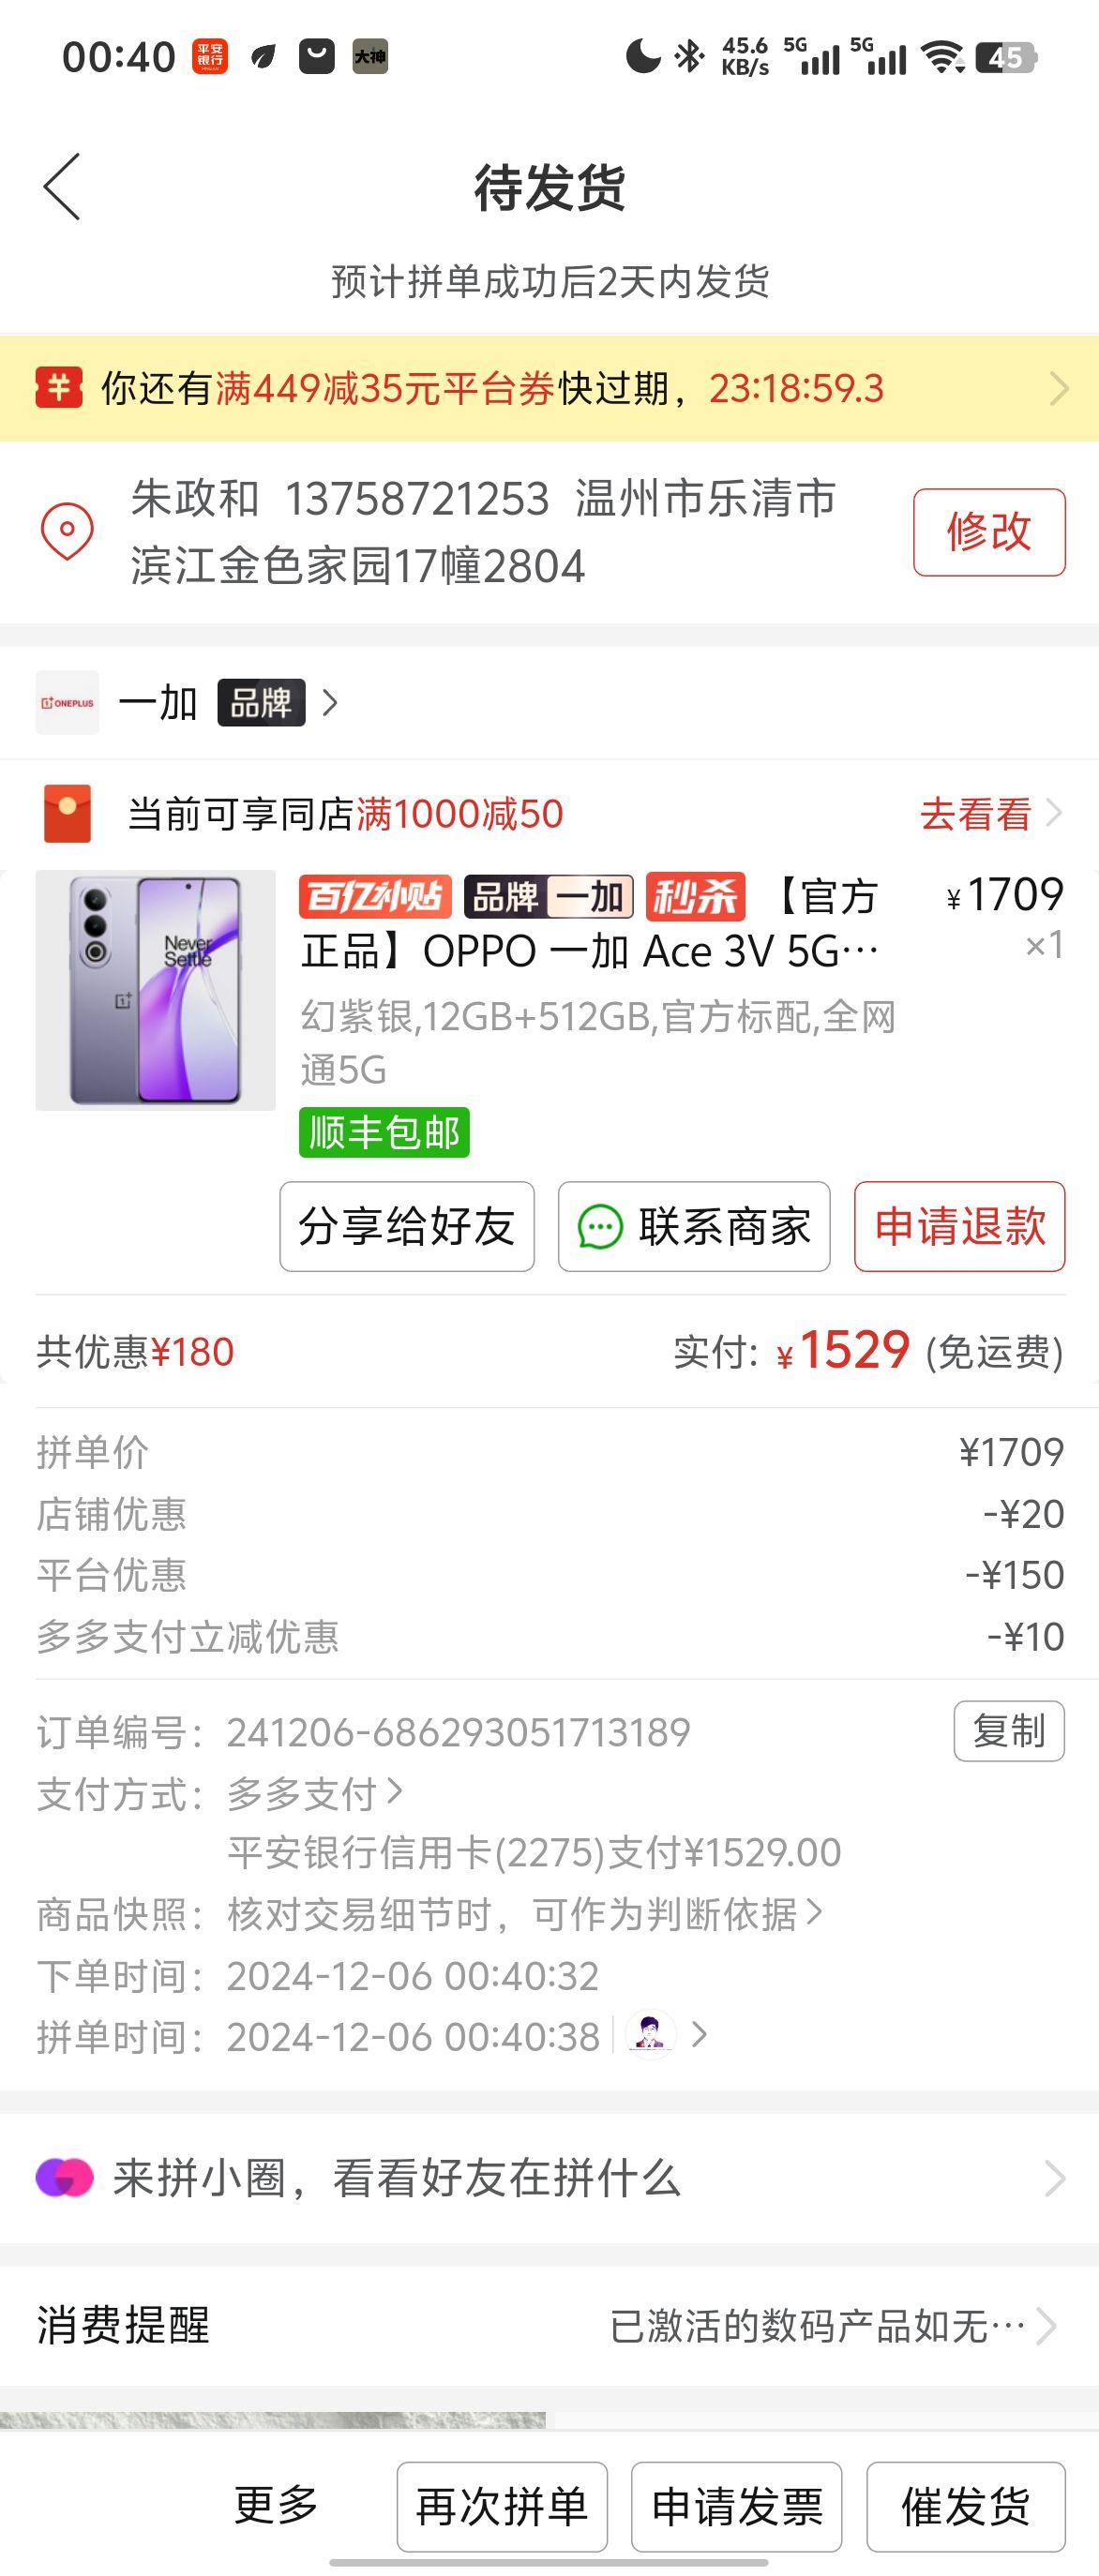 00:40 平安银行 大神 45.6 KB/s 5G 5G 45
待发货
预计拼单成功后2天内发货
你还有满449减35元平台券快过期，23:18:59.3
朱政和 13758721253 温州市乐清市
滨江金色家园17幢2804
修改
ONEPLUS 一加 品牌
当前可享同店满1000减50 去看看
百亿补贴 品牌 一加 秒杀 【官方 ¥1709
正品】OPPO 一加 Ace 3V 5G… ×1
Never
Settle
幻紫银,12GB+512GB,官方标配,全网
通5G
顺丰包邮
分享给好友 联系商家 申请退款
共优惠¥180 实付: ¥1529 (免运费)
拼单价 ¥1709
店铺优惠 -¥20
平台优惠 -¥150
多多支付立减优惠 -¥10
订单编号： 241206-686293051713189 复制
支付方式： 多多支付
平安银行信用卡(2275)支付¥1529.00
商品快照： 核对交易细节时，可作为判断依据
下单时间： 2024-12-06 00:40:32
拼单时间： 2024-12-06 00:40:38
来拼小圈，看看好友在拼什么
消费提醒 已激活的数码产品如无…
更多 再次拼单 申请发票 催发货